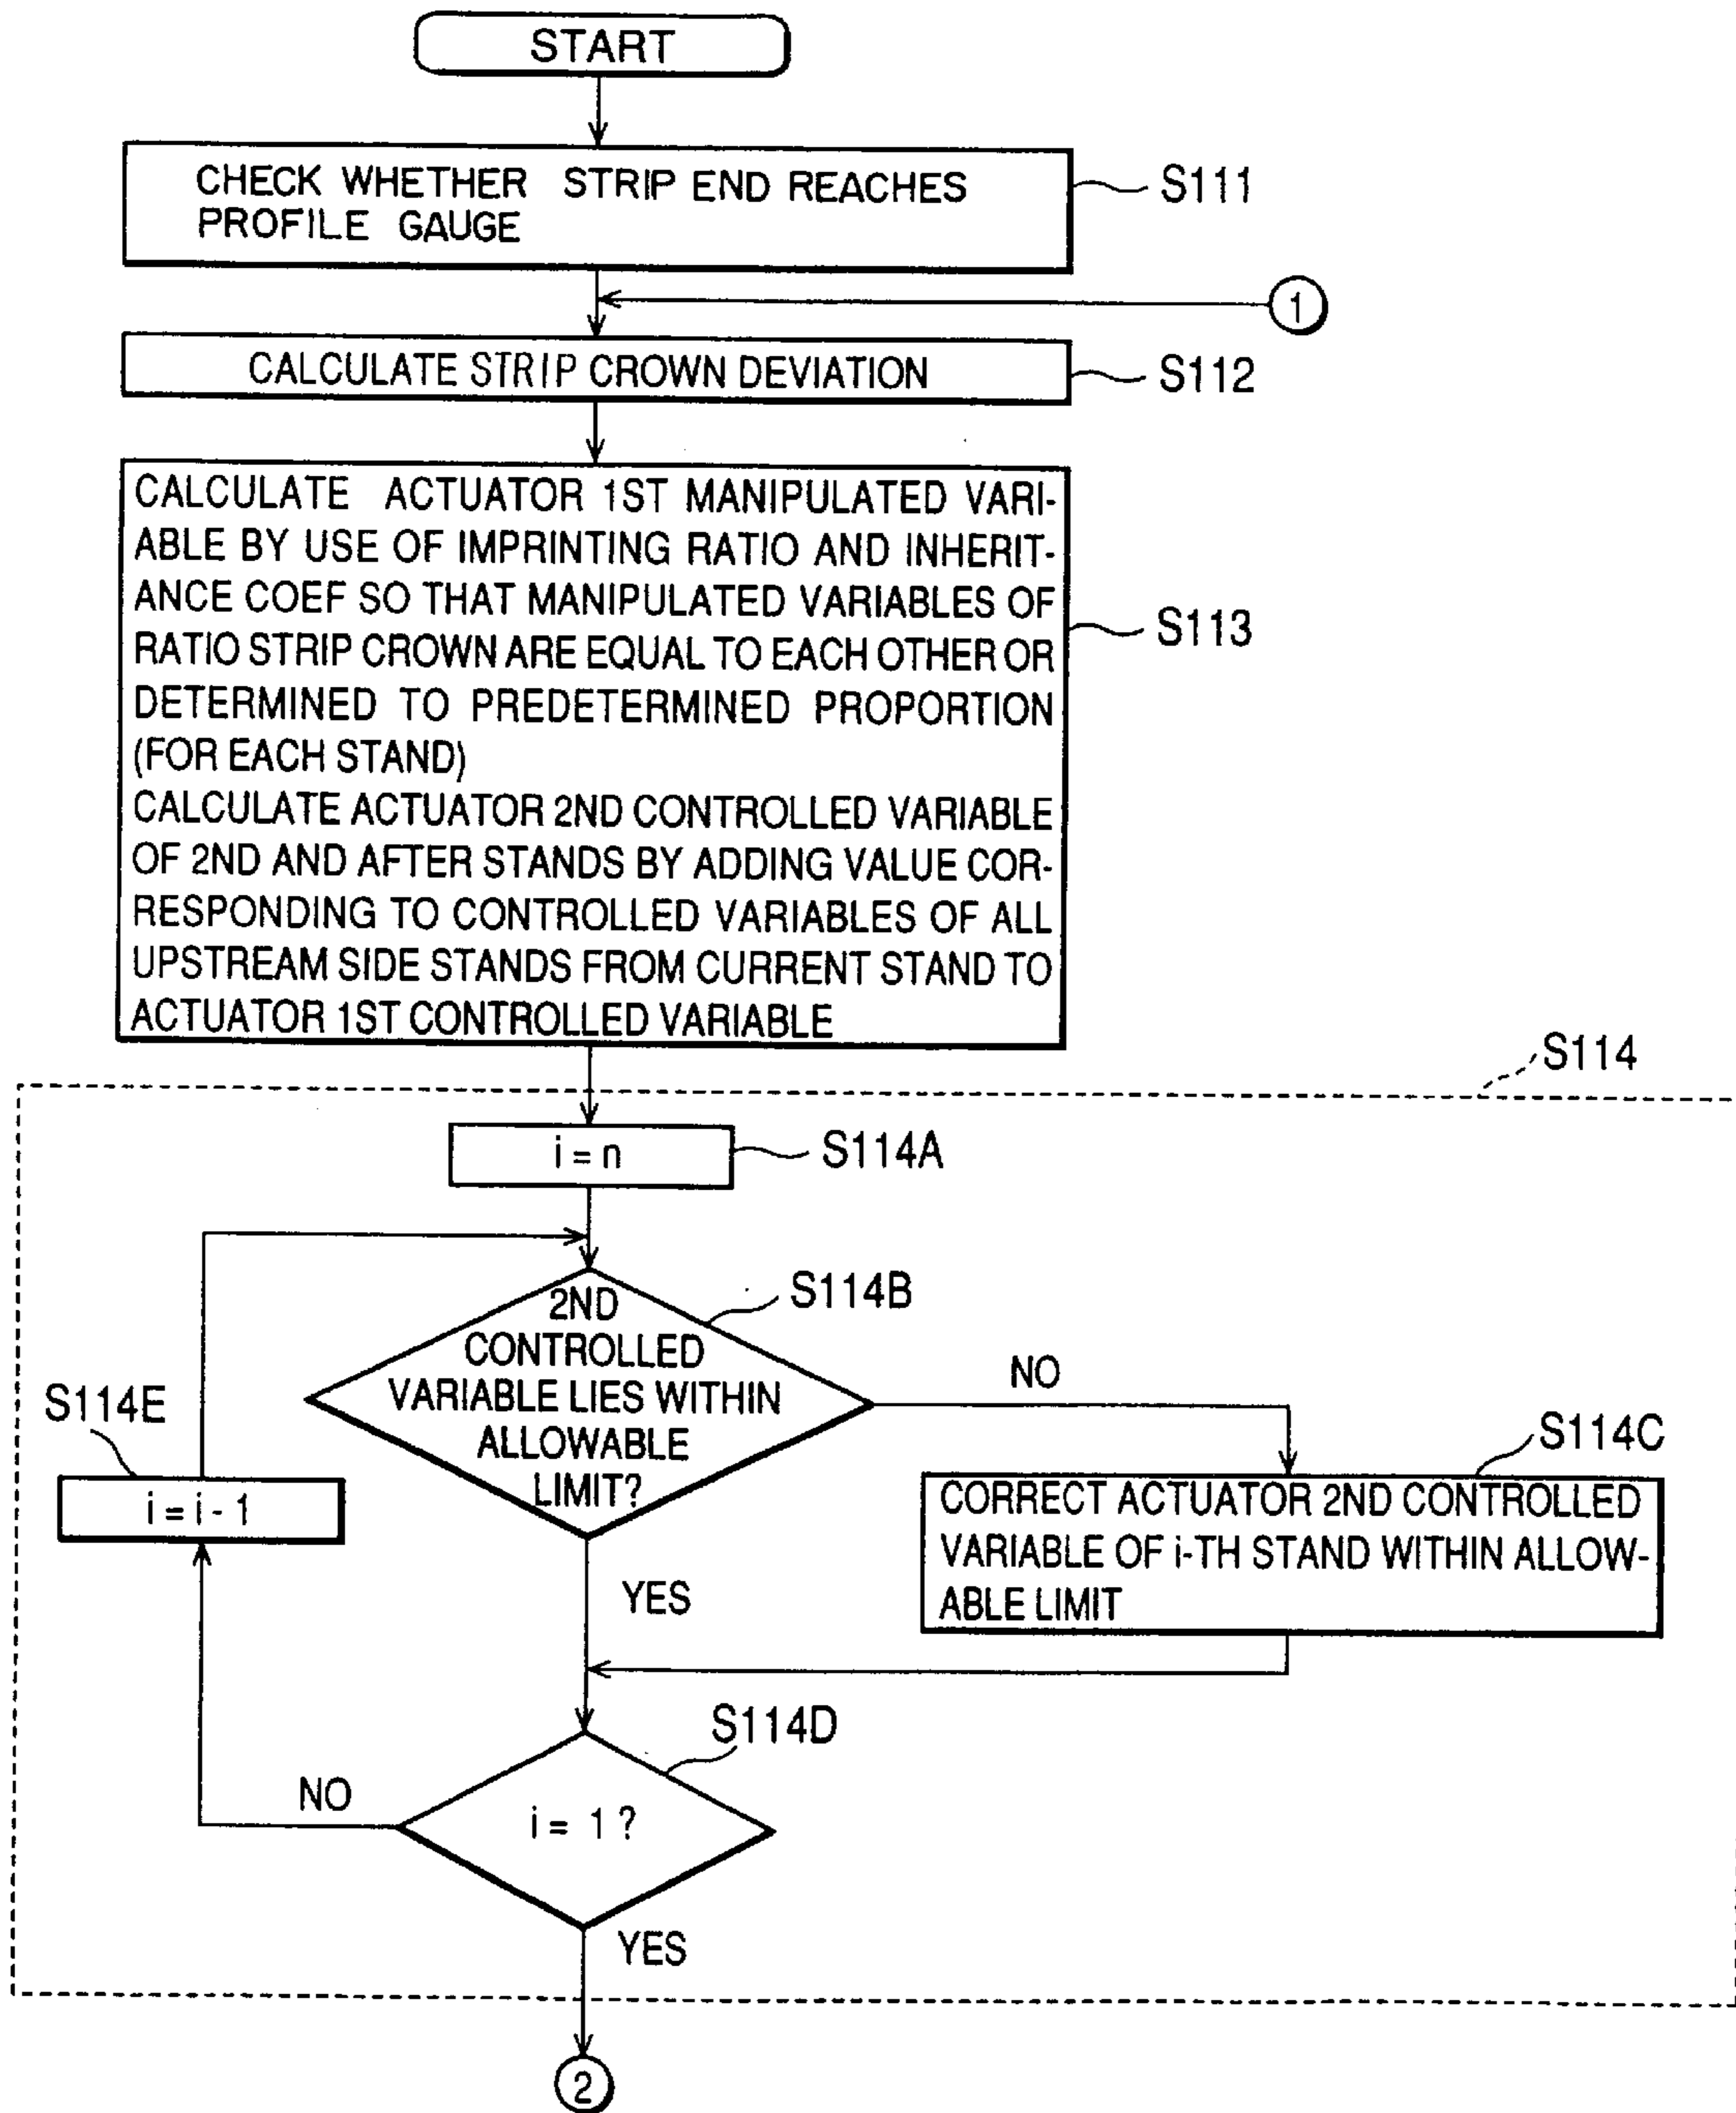 START
CHECK WHETHER STRIP END REACHES
PROFILE GAUGE
S111
1
CALCULATE STRIP CROWN DEVIATION
S112
CALCULATE ACTUATOR 1ST MANIPULATED VARI-
ABLE BY USE OF IMPRINTING RATIO AND INHERIT-
ANCE COEF SO THAT MANIPULATED VARIABLES OF
RATIO STRIP CROWN ARE EQUAL TO EACH OTHER OR
DETERMINED TO PREDETERMINED PROPORTION
(FOR EACH STAND)
CALCULATE ACTUATOR 2ND CONTROLLED VARIABLE
OF 2ND AND AFTER STANDS BY ADDING VALUE COR-
RESPONDING TO CONTROLLED VARIABLES OF ALL
UPSTREAM SIDE STANDS FROM CURRENT STAND TO
ACTUATOR 1ST CONTROLLED VARIABLE
S113
S114
i = n
S114A
2ND
CONTROLLED
VARIABLE LIES WITHIN
ALLOWABLE
LIMIT?
S114B
NO
S114E
i = i - 1
S114C
CORRECT ACTUATOR 2ND CONTROLLED
VARIABLE OF i-TH STAND WITHIN ALLOW-
ABLE LIMIT
YES
S114D
NO
i = 1 ?
YES
2